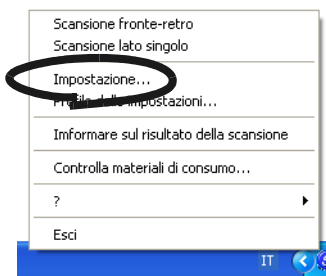 Scansione fronte-retro
Scansione lato singolo
Impostazione...
Profilo delle impostazioni...
Imformare sul risultato della scansione
Controlla materiali di consumo...
?
Esci
IT